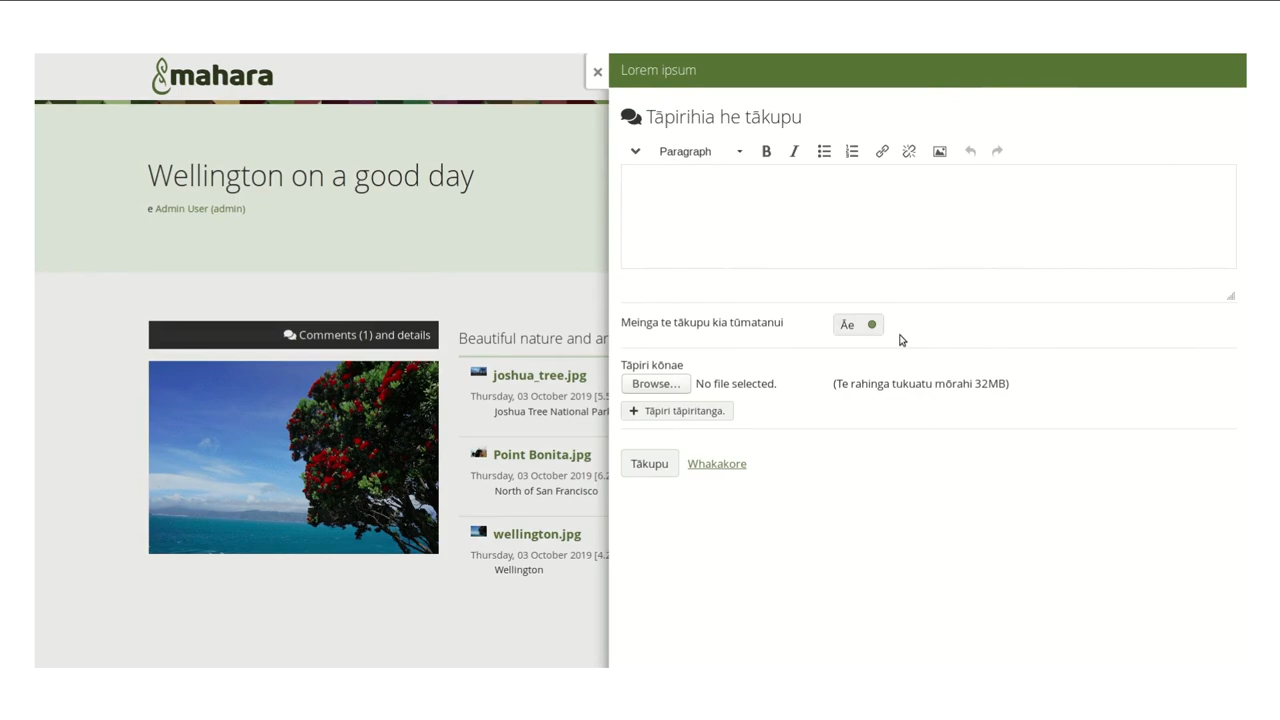 mahara
Wellington on a good day
e Admin User (admin)
Comments (1) and details
Beautiful nature and
joshua_tree.jpg
Thursday, 03 October 2019
Joshua Tree National Park
Point Bonita.jpg
Thursday, 03 October 2019
North of San Francisco
wellington.jpg
Thursday, 03 October 2019
Wellington
Lorem ipsum
Tāpirihia he tākupu
Paragraph B I
Meinga te tākupu kia tūmatanui Āe
Tāpiri kōnae
Browse... No file selected. (Te rahinga tukuatu mōrahi 32MB)
+ Tāpiri tāpiritanga.
Tākupu Whakakore